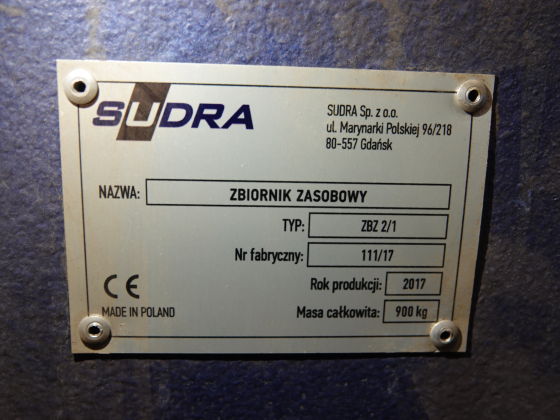 SUDRA
SUDRA Sp. z o.o.
ul. Marynarki Polskiej 96/218
80-557 Gdańsk
NAZWA: ZBIORNIK ZASOBOWY
TYP: ZBZ 2/1
Nr fabryczny: 111/17
Rok produkcji: 2017
CE
MADE IN POLAND
Masa całkowita: 900 kg